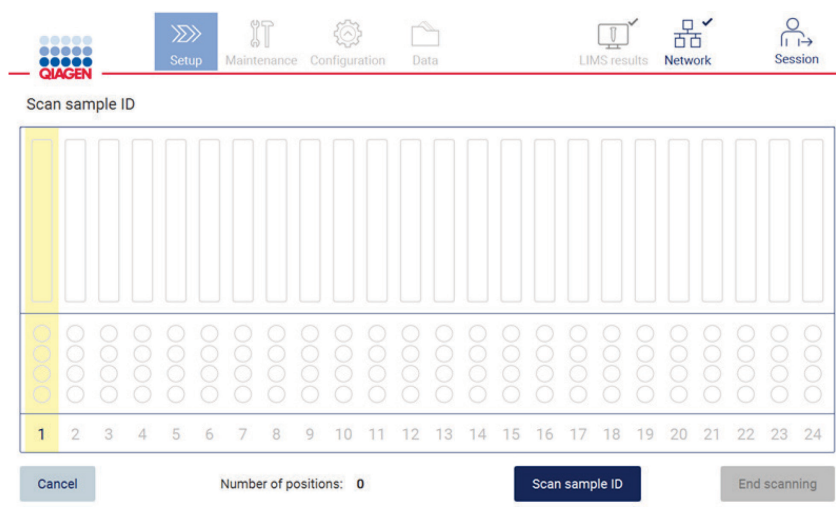 QIAGEN
Setup
Maintenance
Configuration
Data
LIMS results
Network
Session
Scan sample ID
1 2 3 4 5 6 7 8 9 10 11 12 13 14 15 16 17 18 19 20 21 22 23 24
Cancel
Number of positions: 0
Scan sample ID
End scanning